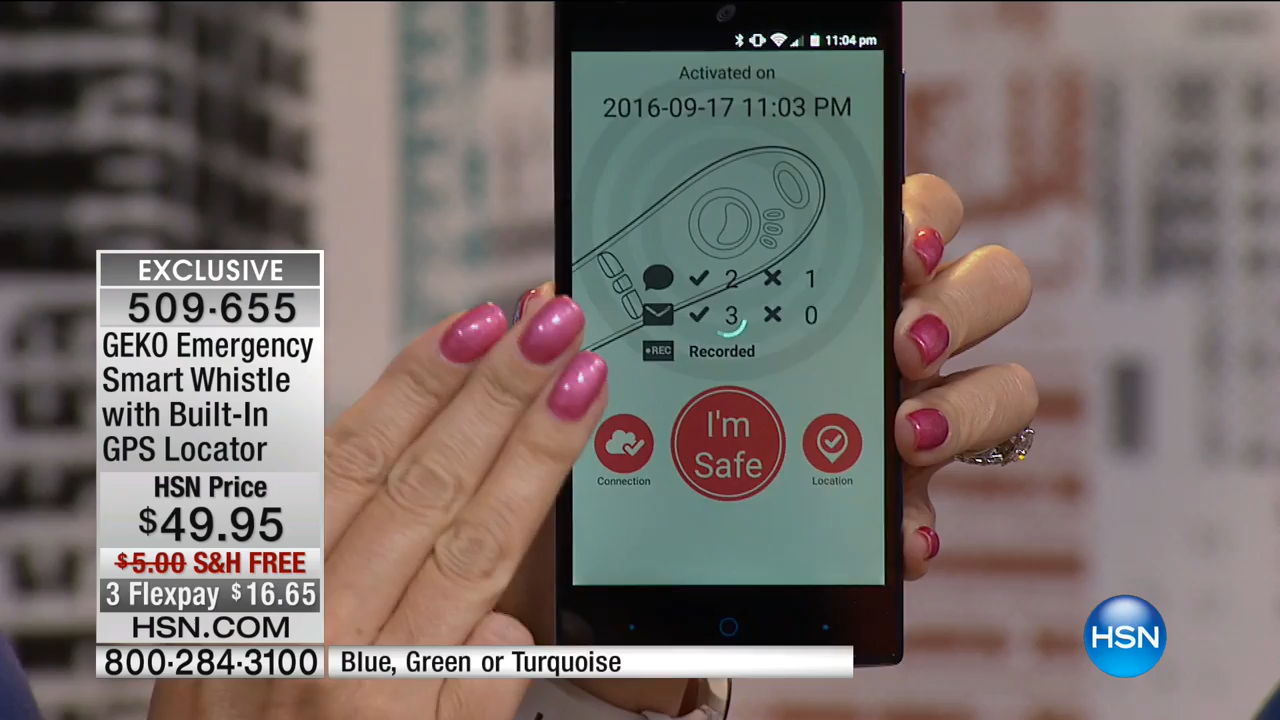 11:04 pm
Activated on
2016-09-17 11:03 PM
2 1
3 0
REC Recorded
I'm
Safe
Connection
Location
EXCLUSIVE
509·655
GEKO Emergency
Smart Whistle
with Built-In
GPS Locator
HSN Price
$49.95
$5.00 S&H FREE
3 Flexpay $16.65
HSN.COM
800·284·3100
Blue, Green or Turquoise
HSN